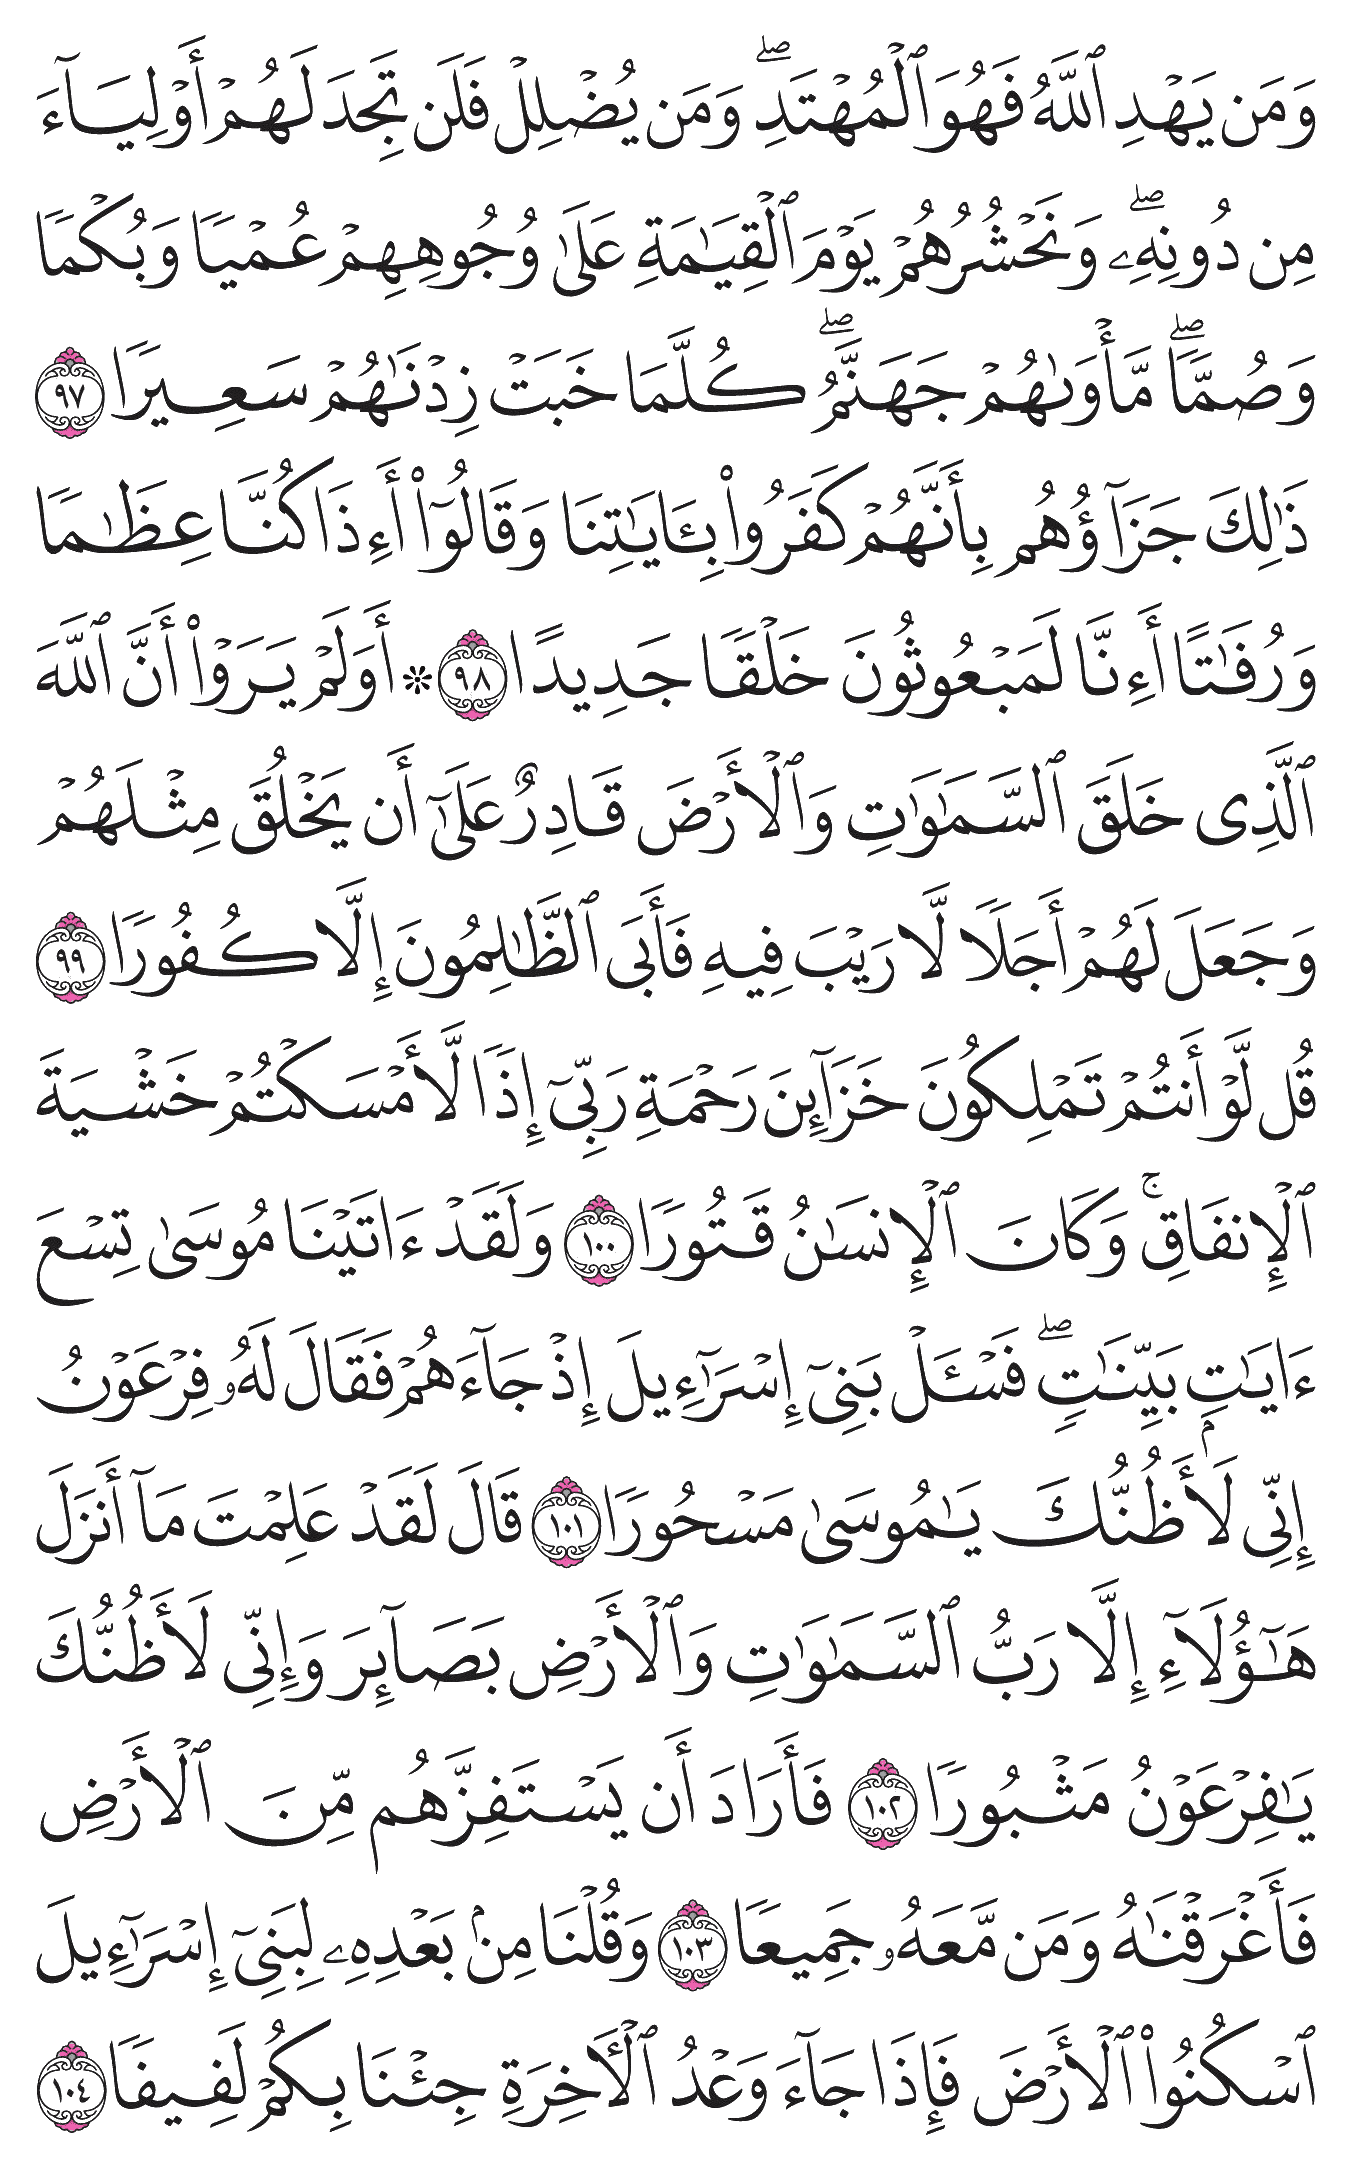 وَمَن يَهْدِ ٱللَّهُ فَهُوَ ٱلْمُهْتَدِ ۖ وَمَن يُضْلِلْ فَلَن تَجِدَ لَهُمْ أَوْلِيَآءَ
مِن دُونِهِۦ ۖ وَنَحْشُرُهُمْ يَوْمَ ٱلْقِيَـٰمَةِ عَلَىٰ وُجُوهِهِمْ عُمْيًا وَبُكْمًا
وَصُمًّا ۖ مَّأْوَىٰهُمْ جَهَنَّمُ ۖ كُلَّمَا خَبَتْ زِدْنَـٰهُمْ سَعِيرًا ٩٧
ذَٰلِكَ جَزَآؤُهُم بِأَنَّهُمْ كَفَرُوا۟ بِـَٔايَـٰتِنَا وَقَالُوٓا۟ أَءِذَا كُنَّا عِظَـٰمًا
وَرُفَـٰتًا أَءِنَّا لَمَبْعُوثُونَ خَلْقًا جَدِيدًا ٩٨ ۞ أَوَلَمْ يَرَوْا۟ أَنَّ ٱللَّهَ
ٱلَّذِى خَلَقَ ٱلسَّمَـٰوَٰتِ وَٱلْأَرْضَ قَادِرٌ عَلَىٰٓ أَن يَخْلُقَ مِثْلَهُمْ
وَجَعَلَ لَهُمْ أَجَلًا لَّا رَيْبَ فِيهِ فَأَبَى ٱلظَّـٰلِمُونَ إِلَّا كُفُورًا ٩٩
قُل لَّوْ أَنتُمْ تَمْلِكُونَ خَزَآئِنَ رَحْمَةِ رَبِّىٓ إِذًا لَّأَمْسَكْتُمْ خَشْيَةَ
ٱلْإِنفَاقِ ۚ وَكَانَ ٱلْإِنسَـٰنُ قَتُورًا ١٠٠ وَلَقَدْ ءَاتَيْنَا مُوسَىٰ تِسْعَ
ءَايَـٰتٍۭ بَيِّنَـٰتٍ ۖ فَسْـَٔلْ بَنِىٓ إِسْرَٰٓءِيلَ إِذْ جَآءَهُمْ فَقَالَ لَهُۥ فِرْعَوْنُ
إِنِّى لَأَظُنُّكَ يَـٰمُوسَىٰ مَسْحُورًا ١٠١ قَالَ لَقَدْ عَلِمْتَ مَآ أَنزَلَ
هَـٰٓؤُلَآءِ إِلَّا رَبُّ ٱلسَّمَـٰوَٰتِ وَٱلْأَرْضِ بَصَآئِرَ وَإِنِّى لَأَظُنُّكَ
يَـٰفِرْعَوْنُ مَثْبُورًا ١٠٢ فَأَرَادَ أَن يَسْتَفِزَّهُم مِّنَ ٱلْأَرْضِ
فَأَغْرَقْنَـٰهُ وَمَن مَّعَهُۥ جَمِيعًا ١٠٣ وَقُلْنَا مِنۢ بَعْدِهِۦ لِبَنِىٓ إِسْرَٰٓءِيلَ
ٱسْكُنُوا۟ ٱلْأَرْضَ فَإِذَا جَآءَ وَعْدُ ٱلْـَٔاخِرَةِ جِئْنَا بِكُمْ لَفِيفًا ١٠٤